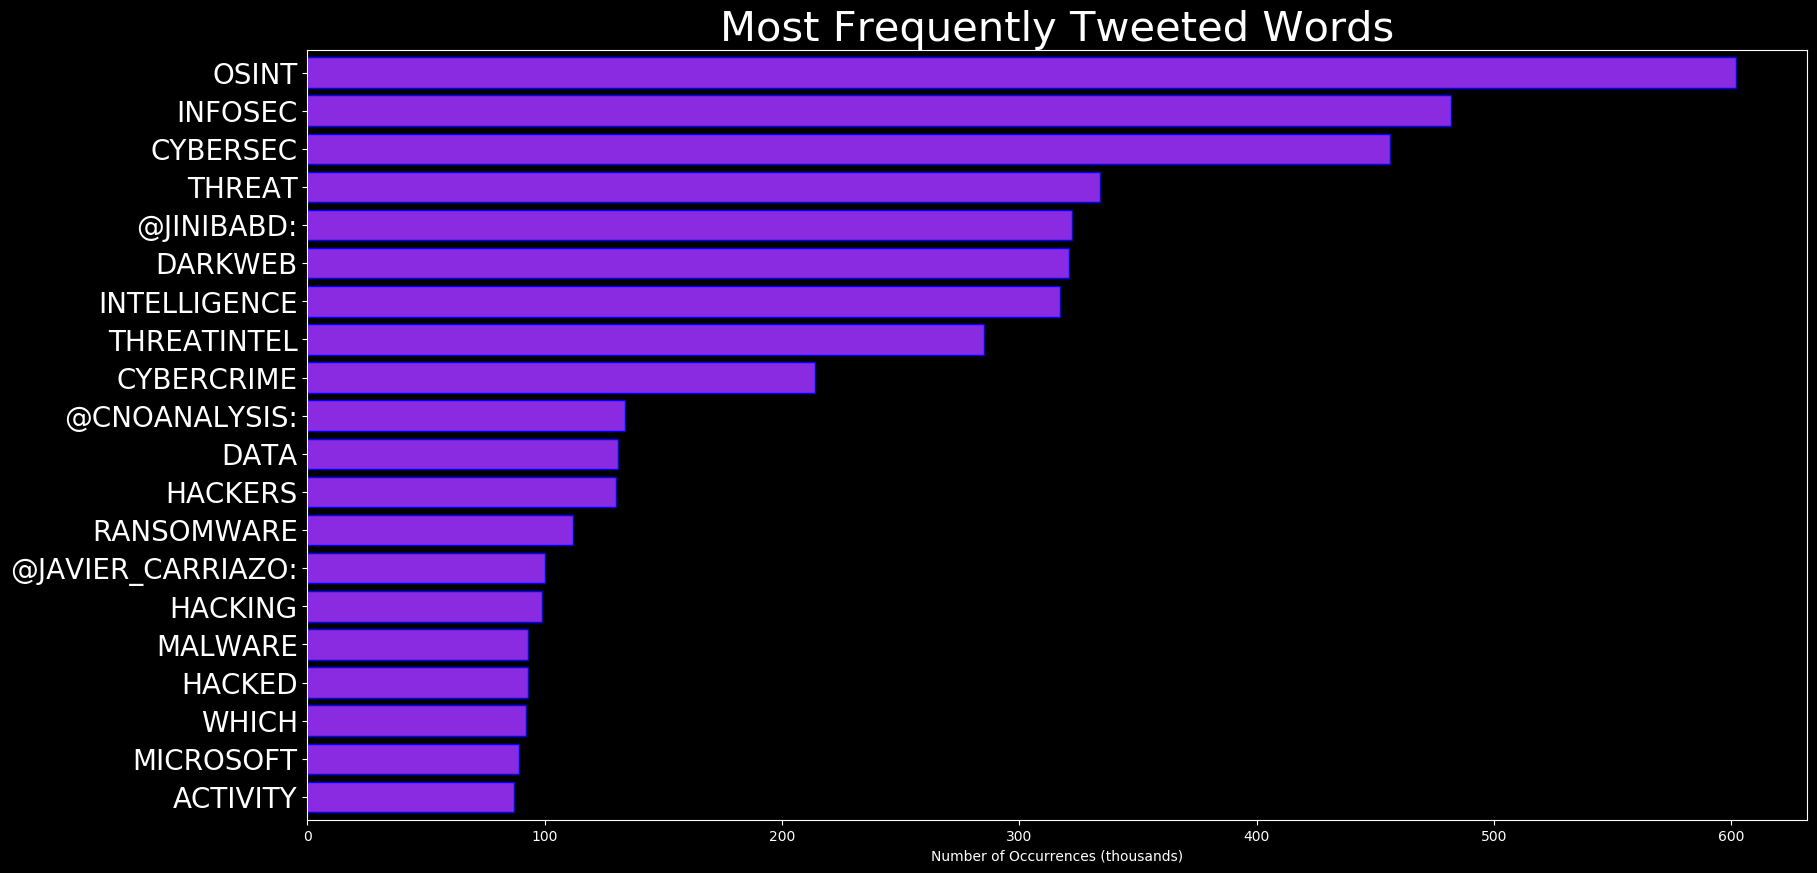 Most Frequently Tweeted Words
OSINT
INFOSEC
CYBERSEC
THREAT
@JINIBABD:
DARKWEB
INTELLIGENCE
THREATINTEL
CYBERCRIME
@CNOANALYSIS:
DATA
HACKERS
RANSOMWARE
@JAVIER_CARRIAZO:
HACKING
MALWARE
HACKED
WHICH
MICROSOFT
ACTIVITY
0 100 200 300 400 500 600
Number of Occurrences (thousands)